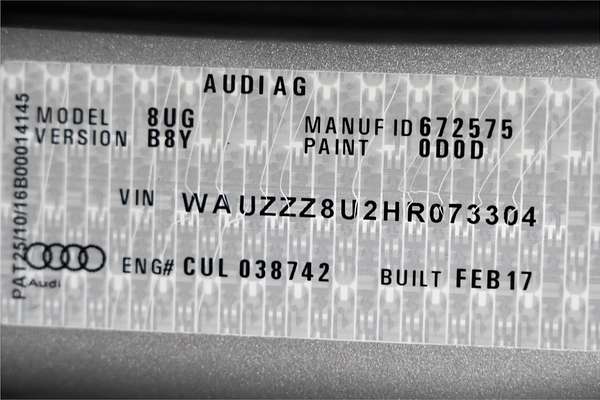 AUDI AG
MODEL 8UG MANUF ID 672575
VERSION B8Y PAINT 0D0D
VIN WAUZZZ8U2HR073304
ENG# CUL 038742 BUILT FEB17
Audi
PAT25/10/16B00014145